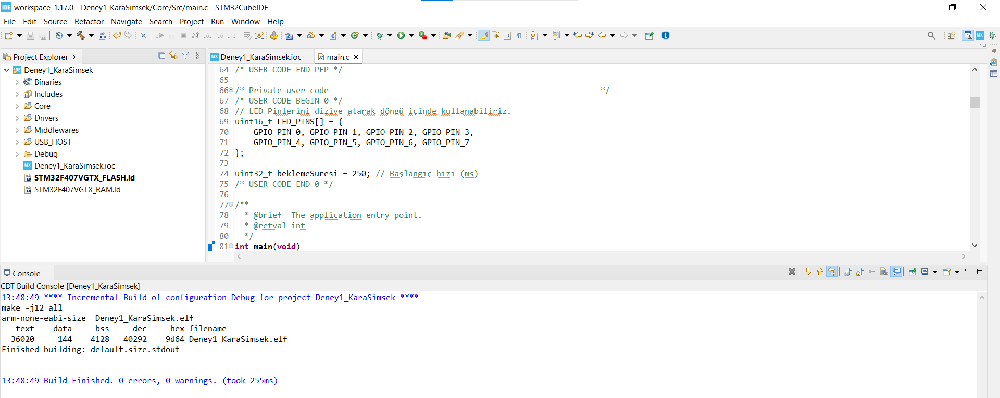 workspace_1.17.0 - Deney1_KaraSimsek/Core/Src/main.c - STM32CubeIDE
File Edit Source Refactor Navigate Search Project Run Window Help
Project Explorer
Deney1_KaraSimsek
Binaries
Includes
Core
Drivers
Middlewares
USB_HOST
Debug
Deney1_KaraSimsek.ioc
STM32F407VGTX_FLASH.ld
STM32F407VGTX_RAM.ld
Deney1_KaraSimsek.ioc main.c
64 /* USER CODE END PFP */
65
66 /* Private user code ---------------------------------------------------------*/
67 /* USER CODE BEGIN 0 */
68 // LED Pinlerini diziye atarak döngü içinde kullanabiliriz.
69 uint16_t LED_PINS[] = {
70 GPIO_PIN_0, GPIO_PIN_1, GPIO_PIN_2, GPIO_PIN_3,
71 GPIO_PIN_4, GPIO_PIN_5, GPIO_PIN_6, GPIO_PIN_7
72 };
73
74 uint32_t beklemeSuresi = 250; // Başlangıç hızı (ms)
75 /* USER CODE END 0 */
76
77 /**
78 * @brief The application entry point.
79 * @retval int
80 */
81 int main(void)
Console
CDT Build Console [Deney1_KaraSimsek]
13:48:49 **** Incremental Build of configuration Debug for project Deney1_KaraSimsek ****
make -j12 all
arm-none-eabi-size Deney1_KaraSimsek.elf
text data bss dec hex filename
36020 144 4128 40292 9d64 Deney1_KaraSimsek.elf
Finished building: default.size.stdout
13:48:49 Build Finished. 0 errors, 0 warnings. (took 255ms)